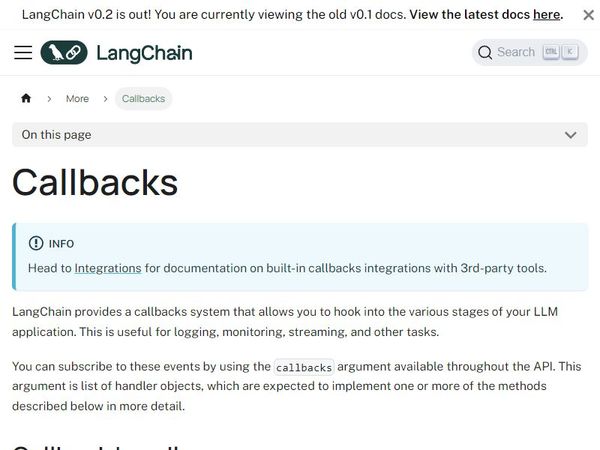 LangChain v0.2 is out! You are currently viewing the old v0.1 docs. View the latest docs here.
LangChain
Search CTRL K
More
Callbacks
On this page
Callbacks
INFO
Head to Integrations for documentation on built-in callbacks integrations with 3rd-party tools.
LangChain provides a callbacks system that allows you to hook into the various stages of your LLM
application. This is useful for logging, monitoring, streaming, and other tasks.
You can subscribe to these events by using the callbacks argument available throughout the API. This
argument is list of handler objects, which are expected to implement one or more of the methods
described below in more detail.